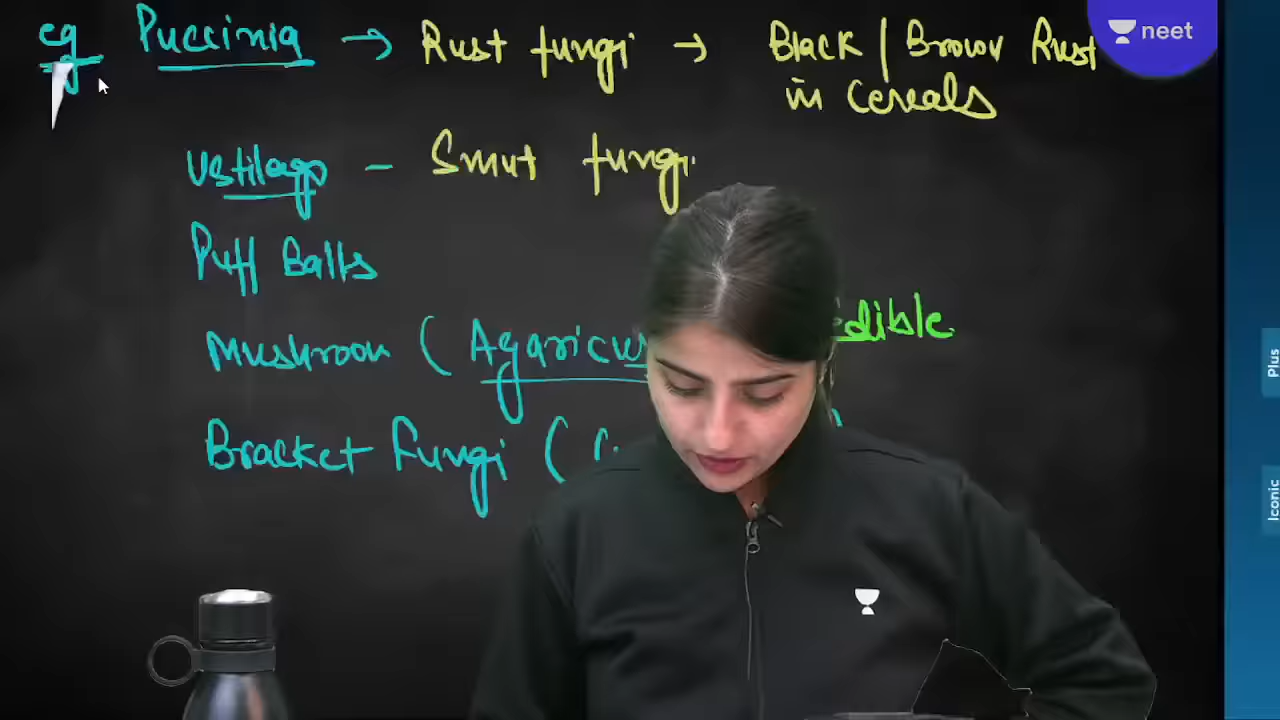 eg Puccinia → Rust fungi → Black / Brown Rust
in Cereals
neet
Ustilago - Smut fungi
Puff Balls
Mushroom ( Agaricus edible
Bracket fungi (
Plus
Iconic